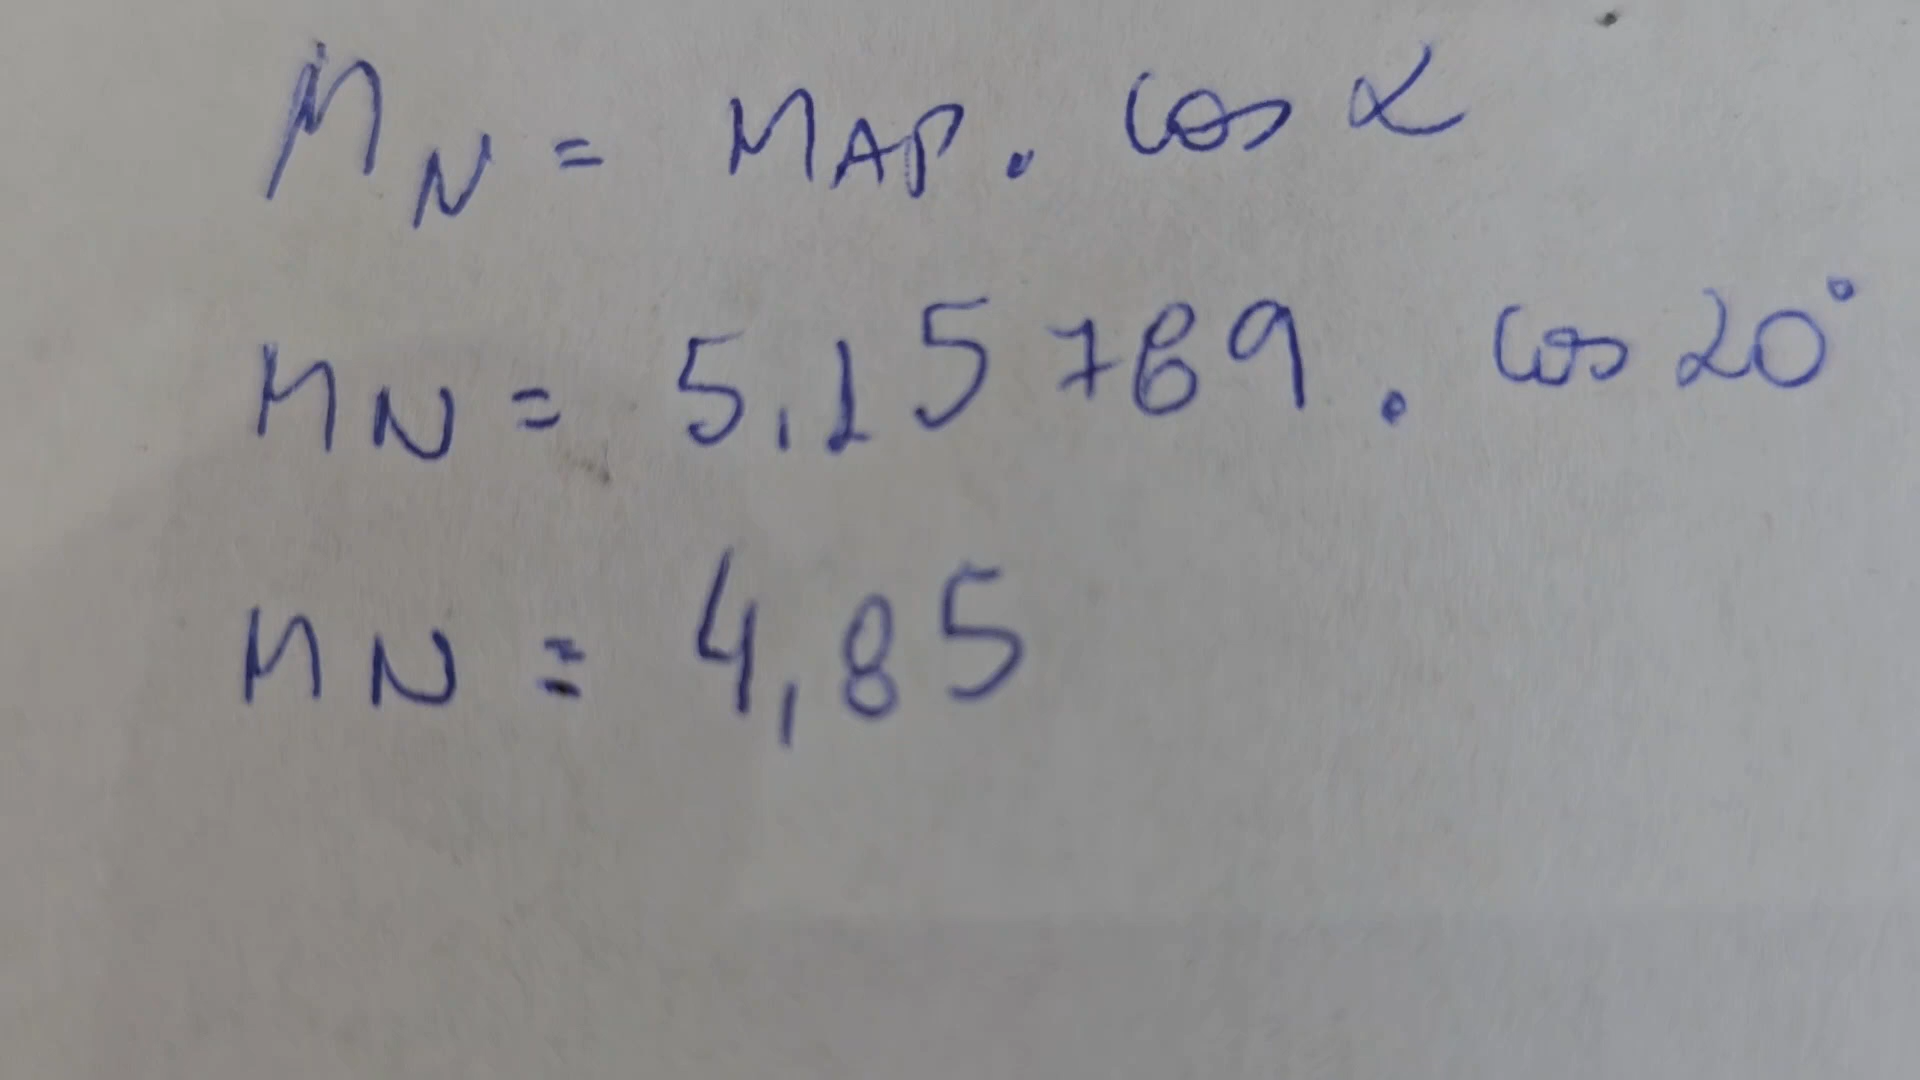 MN = MAP . cos α
MN = 5,15789 . cos 20°
MN = 4,85